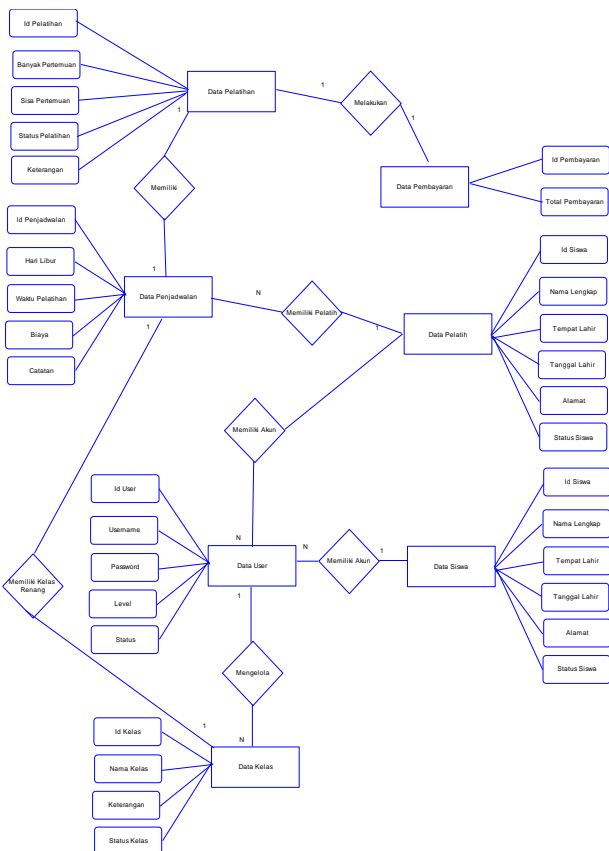 Id Pelatihan
Banyak Pertemuan
Sisa Pertemuan
Status Pelatihan
Keterangan
Data Pelatihan
1
1
Melakukan
1
Data Pembayaran
Id Pembayaran
Total Pembayaran
Memiliki
1
Id Penjadwalan
Hari Libur
Waktu Pelatihan
Biaya
Catatan
Data Penjadwalan
1
N
Memiliki Pelatih
1
Data Pelatih
Id Siswa
Nama Lengkap
Tempat Lahir
Tanggal Lahir
Alamat
Status Siswa
Memiliki Akun
N
Id User
Username
Password
Level
Status
Data User
N
Memiliki Akun
1
Data Siswa
Id Siswa
Nama Lengkap
Tempat Lahir
Tanggal Lahir
Alamat
Status Siswa
1
Mengelola
N
Memiliki Kelas
Renang
1
Data Kelas
Id Kelas
Nama Kelas
Keterangan
Status Kelas